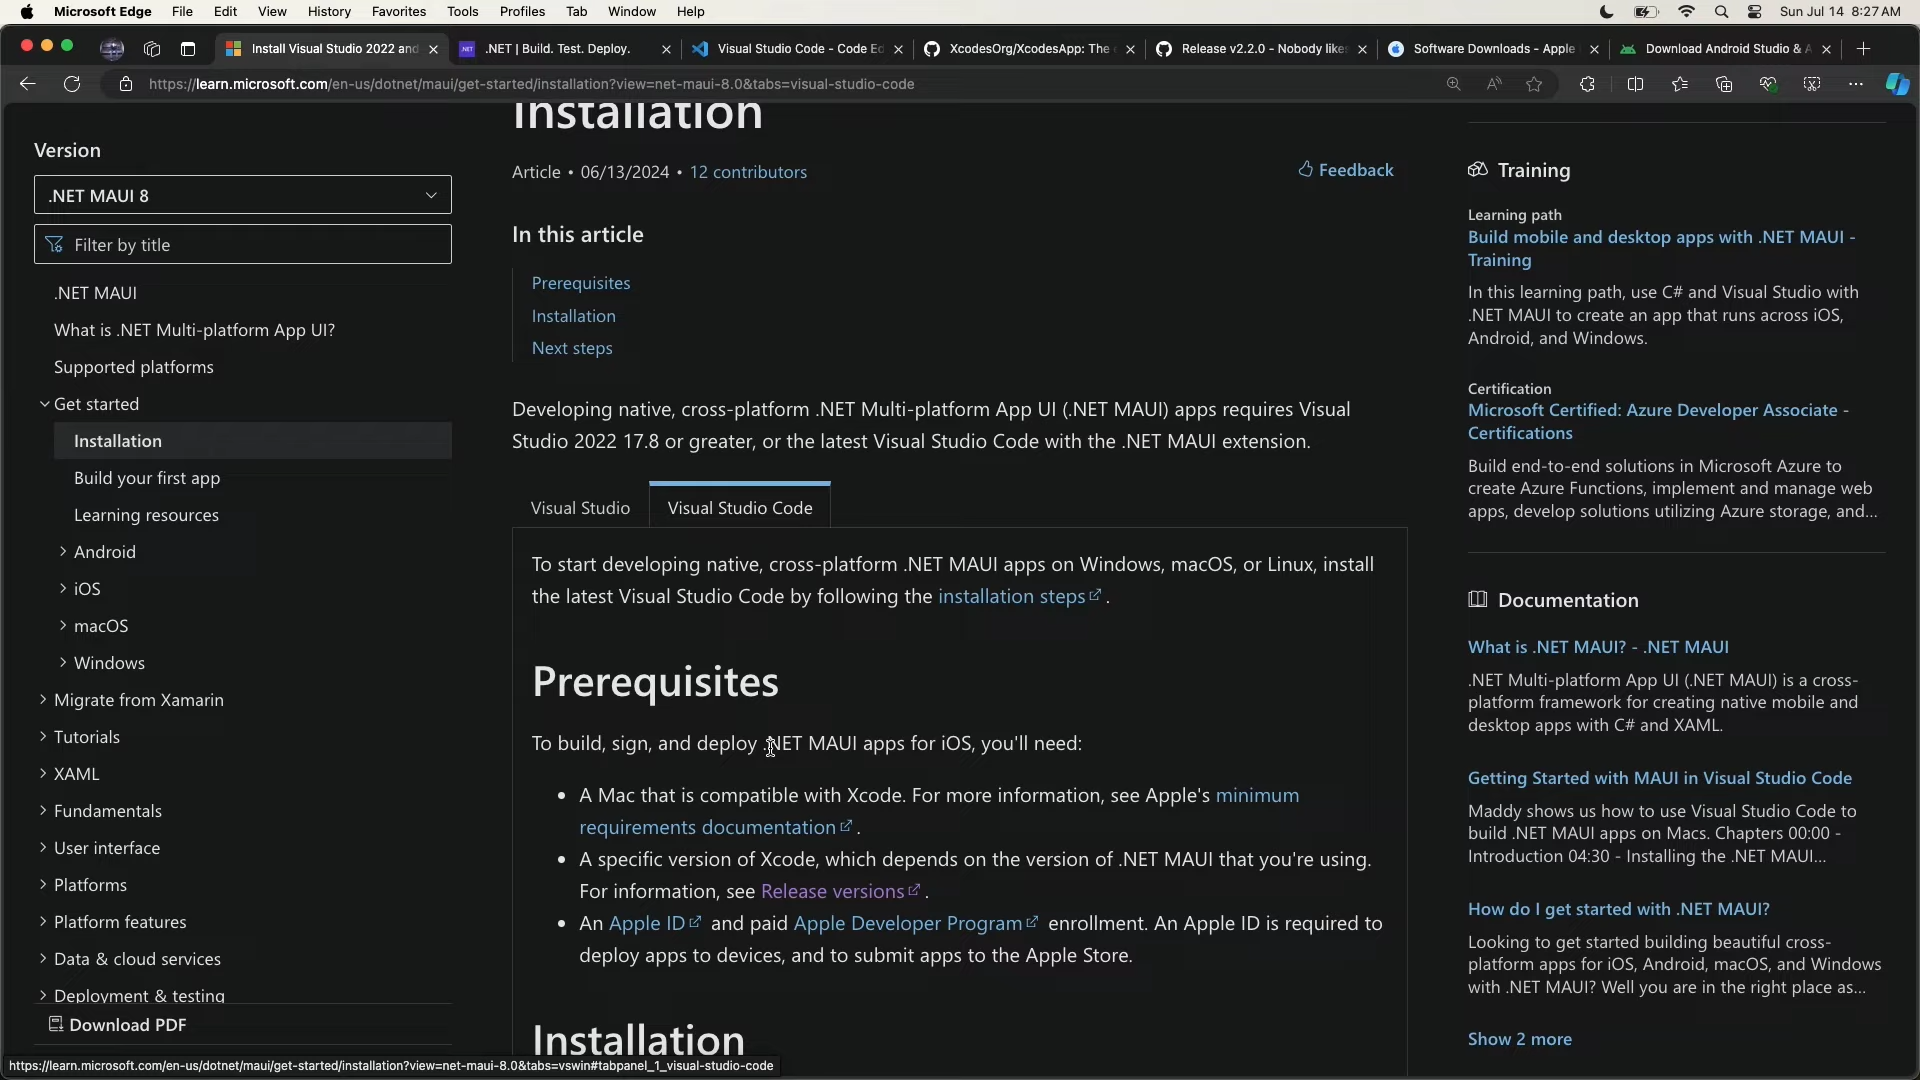 Microsoft Edge File Edit View History Favorites Tools Profiles Tab Window Help Sun Jul 14 8:27 AM
Install Visual Studio 2022 and .NET | Build. Test. Deploy. Visual Studio Code - Code Ed XcodesOrg/XcodesApp: The Release v2.2.0 - Nobody like Software Downloads - Apple Download Android Studio & A
https://learn.microsoft.com/en-us/dotnet/maui/get-started/installation?view=net-maui-8.0&tabs=visual-studio-code
Version
.NET MAUI 8
Filter by title
.NET MAUI
What is .NET Multi-platform App UI?
Supported platforms
Get started
Installation
Build your first app
Learning resources
Android
iOS
macOS
Windows
Migrate from Xamarin
Tutorials
XAML
Fundamentals
User interface
Platforms
Platform features
Data & cloud services
Deployment & testing
Download PDF
Installation
Article • 06/13/2024 • 12 contributors
Feedback
In this article
Prerequisites
Installation
Next steps
Developing native, cross-platform .NET Multi-platform App UI (.NET MAUI) apps requires Visual
Studio 2022 17.8 or greater, or the latest Visual Studio Code with the .NET MAUI extension.
Visual Studio Visual Studio Code
To start developing native, cross-platform .NET MAUI apps on Windows, macOS, or Linux, install
the latest Visual Studio Code by following the installation steps .
Prerequisites
To build, sign, and deploy .NET MAUI apps for iOS, you'll need:
• A Mac that is compatible with Xcode. For more information, see Apple's minimum
requirements documentation .
• A specific version of Xcode, which depends on the version of .NET MAUI that you're using.
For information, see Release versions .
• An Apple ID and paid Apple Developer Program enrollment. An Apple ID is required to
deploy apps to devices, and to submit apps to the Apple Store.
Installation
Training
Learning path
Build mobile and desktop apps with .NET MAUI -
Training
In this learning path, use C# and Visual Studio with
.NET MAUI to create an app that runs across iOS,
Android, and Windows.
Certification
Microsoft Certified: Azure Developer Associate -
Certifications
Build end-to-end solutions in Microsoft Azure to
create Azure Functions, implement and manage web
apps, develop solutions utilizing Azure storage, and...
Documentation
What is .NET MAUI? - .NET MAUI
.NET Multi-platform App UI (.NET MAUI) is a cross-
platform framework for creating native mobile and
desktop apps with C# and XAML.
Getting Started with MAUI in Visual Studio Code
Maddy shows us how to use Visual Studio Code to
build .NET MAUI apps on Macs. Chapters 00:00 -
Introduction 04:30 - Installing the .NET MAUI...
How do I get started with .NET MAUI?
Looking to get started building beautiful cross-
platform apps for iOS, Android, macOS, and Windows
with .NET MAUI? Well you are in the right place as...
Show 2 more
https://learn.microsoft.com/en-us/dotnet/maui/get-started/installation?view=net-maui-8.0&tabs=vswin#tabpanel_1_visual-studio-code